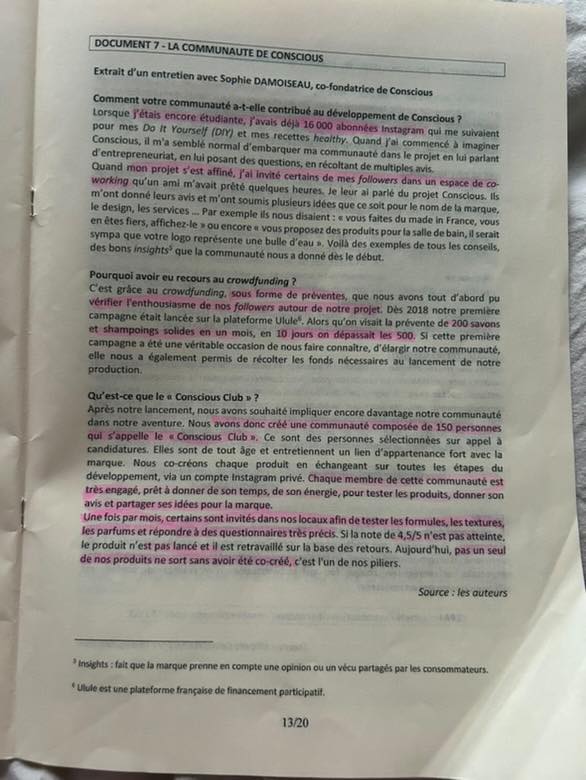 DOCUMENT 7 - LA COMMUNAUTE DE CONSCIOUS
Extrait d'un entretien avec Sophie DAMOISEAU, co-fondatrice de Conscious
Comment votre communauté a-t-elle contribué au développement de Conscious ?
Lorsque j'étais encore étudiante, j'avais déjà 16 000 abonnées Instagram qui me suivaient
pour mes Do It Yourself (DIY) et mes recettes healthy. Quand j'ai commencé à imaginer
Conscious, il m'a semblé normal d'embarquer ma communauté dans le projet en lui parlant
d'entrepreneuriat, en lui posant des questions, en récoltant de multiples avis.
Quand mon projet s'est affiné, j'ai invité certains de mes followers dans un espace de co-
working qu'un ami m'avait prêté quelques heures. Je leur ai parlé du projet Conscious. Ils
m'ont donné leurs avis et m'ont soumis plusieurs idées que ce soit pour le nom de la marque,
le design, les services ... Par exemple ils nous disaient : « vous faites du made in France, vous
en êtes fiers, affichez-le » ou encore « vous proposez des produits pour la salle de bain, il serait
sympa que votre logo représente une bulle d'eau ». Voilà des exemples de tous les conseils,
des bons insights⁵ que la communauté nous a donné dès le début.
Pourquoi avoir eu recours au crowdfunding ?
C'est grâce au crowdfunding, sous forme de préventes, que nous avons tout d'abord pu
vérifier l'enthousiasme de nos followers autour de notre projet. Dès 2018 notre première
campagne était lancée sur la plateforme Ulule⁶. Alors qu'on visait la prévente de 200 savons
et shampoings solides en un mois, en 10 jours on dépassait les 500. Si cette première
campagne a été une véritable occasion de nous faire connaître, d'élargir notre communauté,
elle nous a également permis de récolter les fonds nécessaires au lancement de notre
production.
Qu'est-ce que le « Conscious Club » ?
Après notre lancement, nous avons souhaité impliquer encore davantage notre communauté
dans notre aventure. Nous avons donc créé une communauté composée de 150 personnes
qui s'appelle le « Conscious Club ». Ce sont des personnes sélectionnées sur appel à
candidatures. Elles sont de tout âge et entretiennent un lien d'appartenance fort avec la
marque. Nous co-créons chaque produit en échangeant sur toutes les étapes du
développement, via un compte Instagram privé. Chaque membre de cette communauté est
très engagé, prêt à donner de son temps, de son énergie, pour tester les produits, donner son
avis et partager ses idées pour la marque.
Une fois par mois, certains sont invités dans nos locaux afin de tester les formules, les textures,
les parfums et répondre à des questionnaires très précis. Si la note de 4,5/5 n'est pas atteinte,
le produit n'est pas lancé et il est retravaillé sur la base des retours. Aujourd'hui, pas un seul
de nos produits ne sort sans avoir été co-créé, c'est l'un de nos piliers.
Source : les auteurs
⁵ Insights : fait que la marque prenne en compte une opinion ou un vécu partagés par les consommateurs.
⁶ Ulule est une plateforme française de financement participatif.
13/20